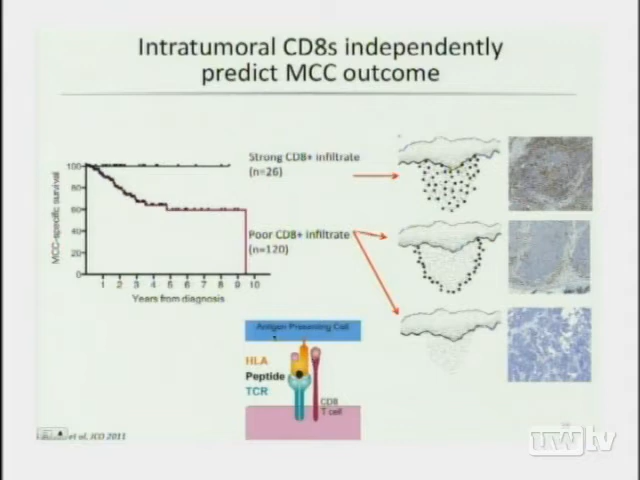 Intratumoral CD8s independently
predict MCC outcome
Strong CD8+ infiltrate
(n=26)
Poor CD8+ infiltrate
(n=120)
MCC-specific survival
100
80
60
40
20
0
1 2 3 4 5 6 7 8 9 10
Years from diagnosis
Antigen Presenting Cell
HLA
Peptide
TCR
CD8
T cell
et al, JCO 2011
uwtv